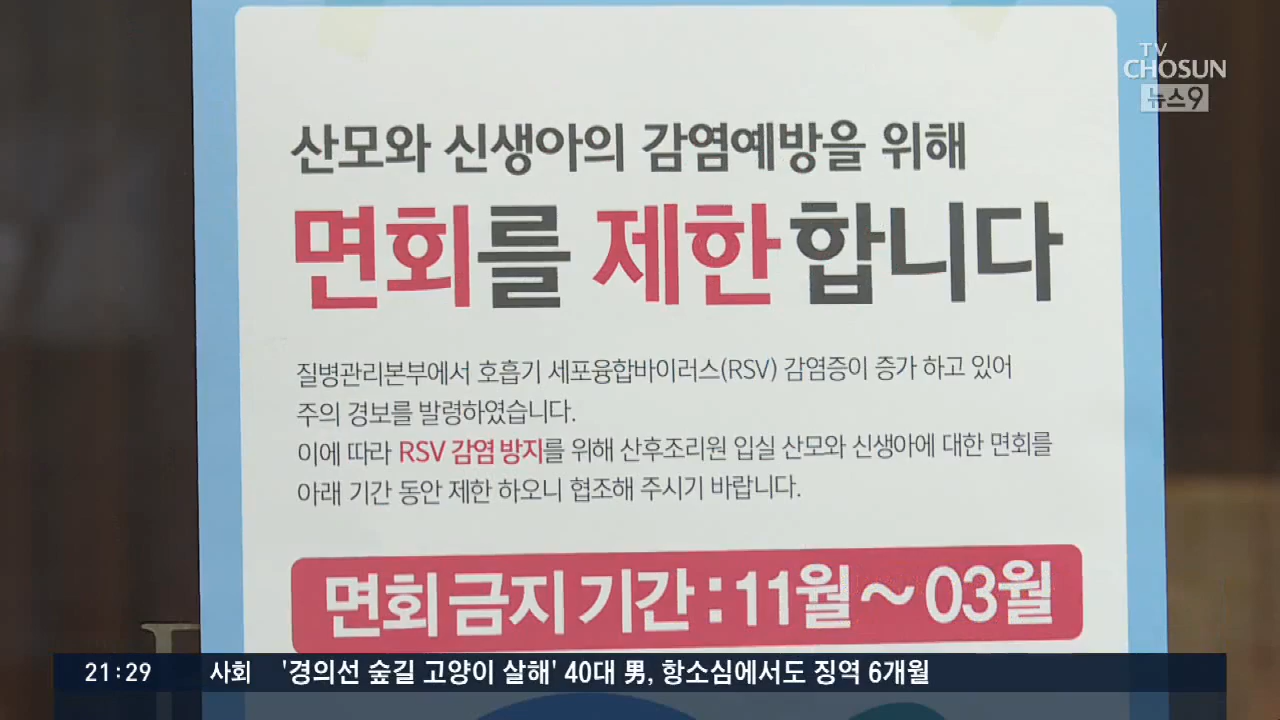 TV
CHOSUN
뉴스9
산모와 신생아의 감염예방을 위해
면회를 제한 합니다
질병관리본부에서 호흡기 세포융합바이러스(RSV) 감염증이 증가 하고 있어
주의 경보를 발령하였습니다.
이에 따라 RSV 감염 방지를 위해 산후조리원 입실 산모와 신생아에 대한 면회를
아래 기간 동안 제한 하오니 협조해 주시기 바랍니다.
면회 금지 기간 : 11월 ~ 03월
21:29 사회 '경의선 숲길 고양이 살해' 40대 男, 항소심에서도 징역 6개월